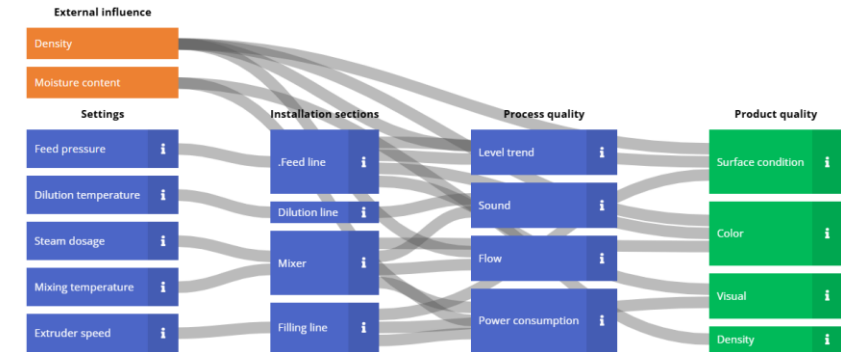 External influence
Density
Moisture content
Settings
Installation sections
Process quality
Product quality
Feed pressure
i
.Feed line
i
Level trend
i
Surface condition
i
Dilution temperature
i
Dilution line
i
Sound
i
Color
i
Steam dosage
i
Mixer
i
Flow
i
Mixing temperature
i
Visual
i
Extruder speed
i
Filling line
i
Power consumption
i
Density
i